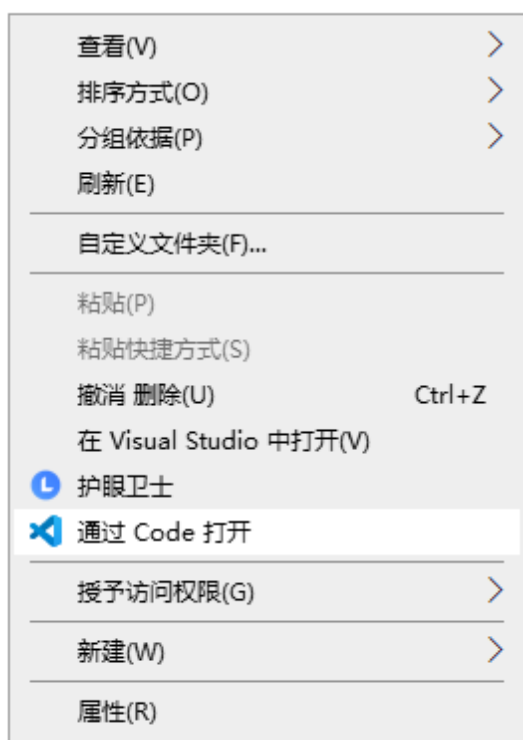 查看(V)
排序方式(O)
分组依据(P)
刷新(E)
自定义文件夹(F)...
粘贴(P)
粘贴快捷方式(S)
撤消 删除(U) Ctrl+Z
在 Visual Studio 中打开(V)
护眼卫士
通过 Code 打开
授予访问权限(G)
新建(W)
属性(R)